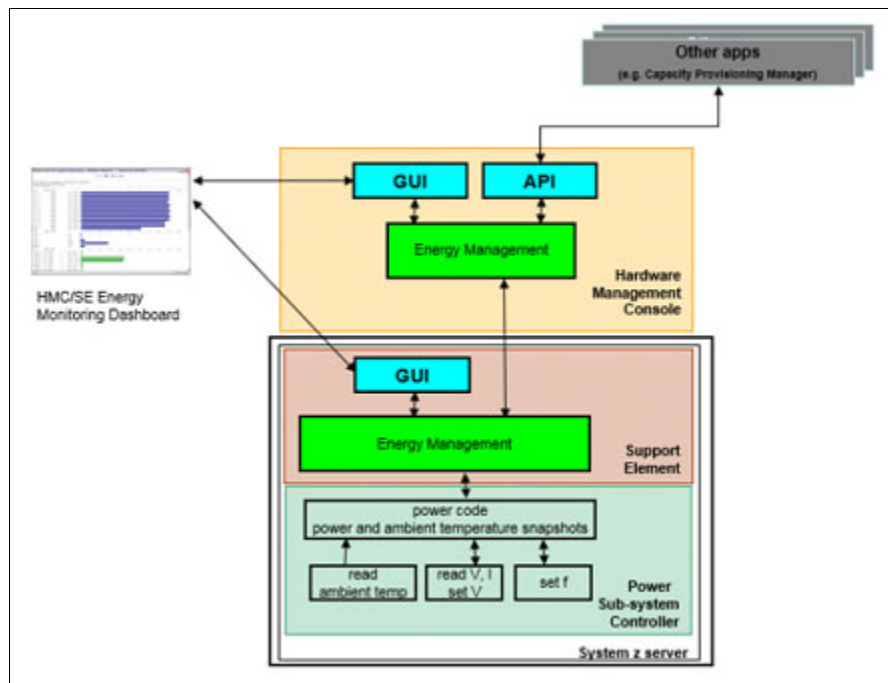 Other apps
(e.g. Capacity Provisioning Manager)
GUI
API
Energy Management
Hardware
Management
Console
HMC/SE Energy
Monitoring Dashboard
GUI
Energy Management
Support
Element
power code
power and ambient temperature snapshots
read
ambient temp
read V, I
set V
set f
Power
Sub-system
Controller
System z server